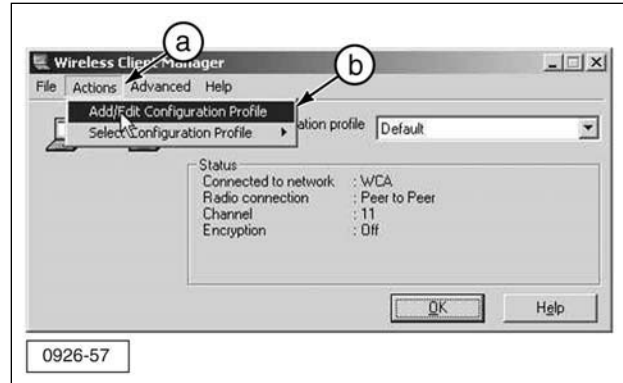 a
b
Wireless Client Manager
File Actions Advanced Help
Add/Edit Configuration Profile
Select Configuration Profile
profile
Default
Status
Connected to network : WCA
Radio connection : Peer to Peer
Channel : 11
Encryption : Off
OK
Help
0926-57